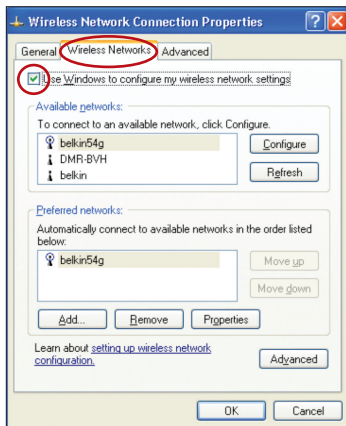 Wireless Network Connection Properties
General Wireless Networks Advanced
Use Windows to configure my wireless network settings
Available networks:
To connect to an available network, click Configure.
belkin54g
Configure
DMR-BVH
belkin
Refresh
Preferred networks:
Automatically connect to available networks in the order listed
below:
belkin54g
Move up
Move down
Add... Remove Properties
Learn about setting up wireless network
configuration.
Advanced
OK Cancel